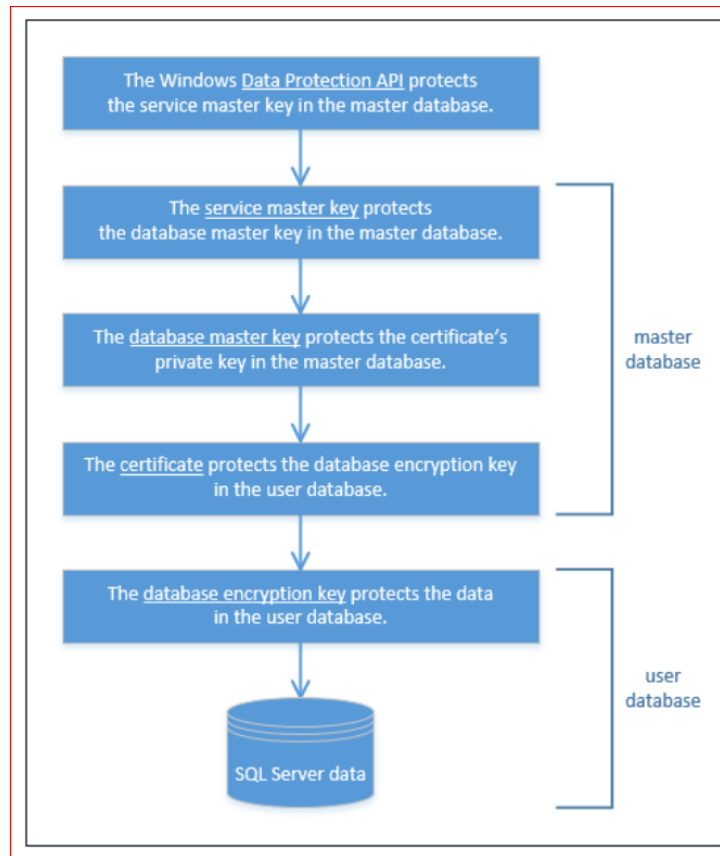 The Windows Data Protection API protects
the service master key in the master database.
The service master key protects
the database master key in the master database.
The database master key protects the certificate’s
private key in the master database.
master
database
The certificate protects the database encryption key
in the user database.
The database encryption key protects the data
in the user database.
user
database
SQL Server data